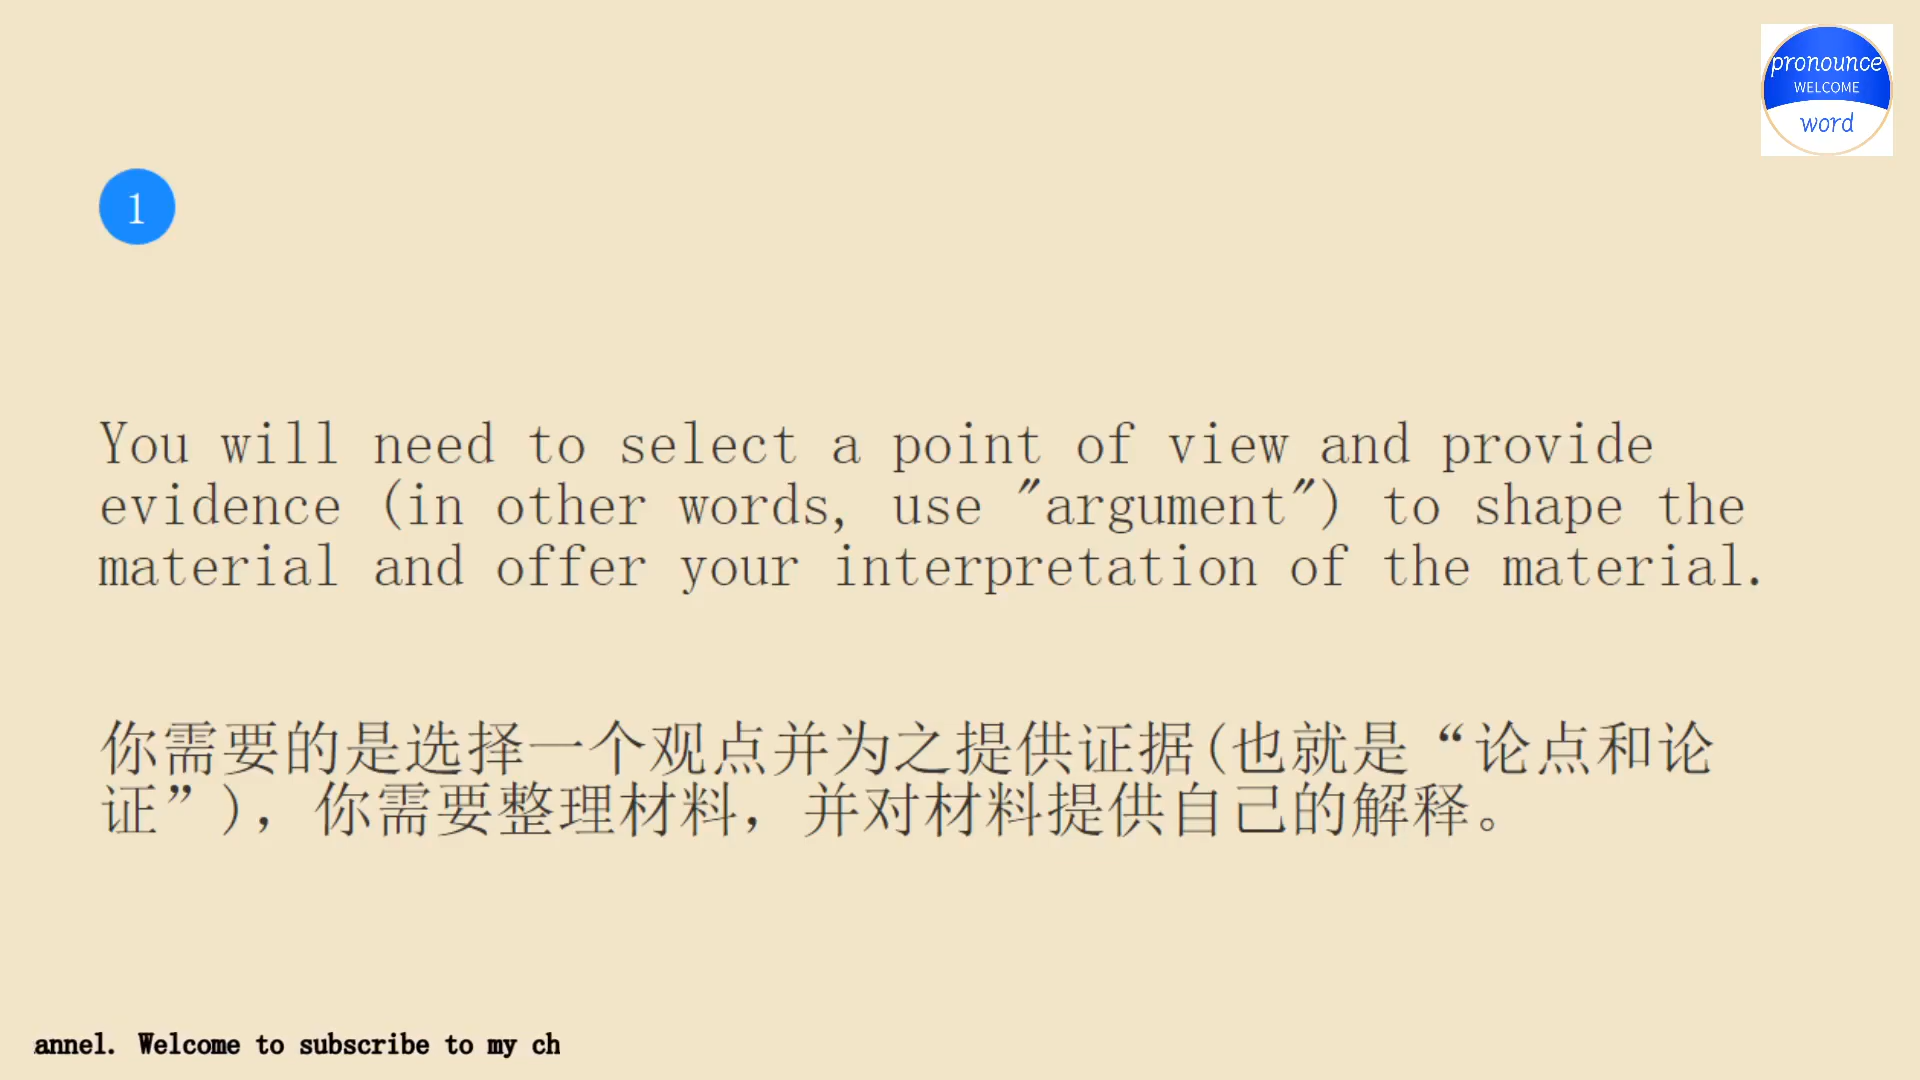 pronounce
WELCOME
word
1
You will need to select a point of view and provide
evidence (in other words, use "argument") to shape the
material and offer your interpretation of the material.
你需要的是选择一个观点并为之提供证据(也就是“论点和论
证”), 你需要整理材料，并对材料提供自己的解释。
annel. Welcome to subscribe to my ch